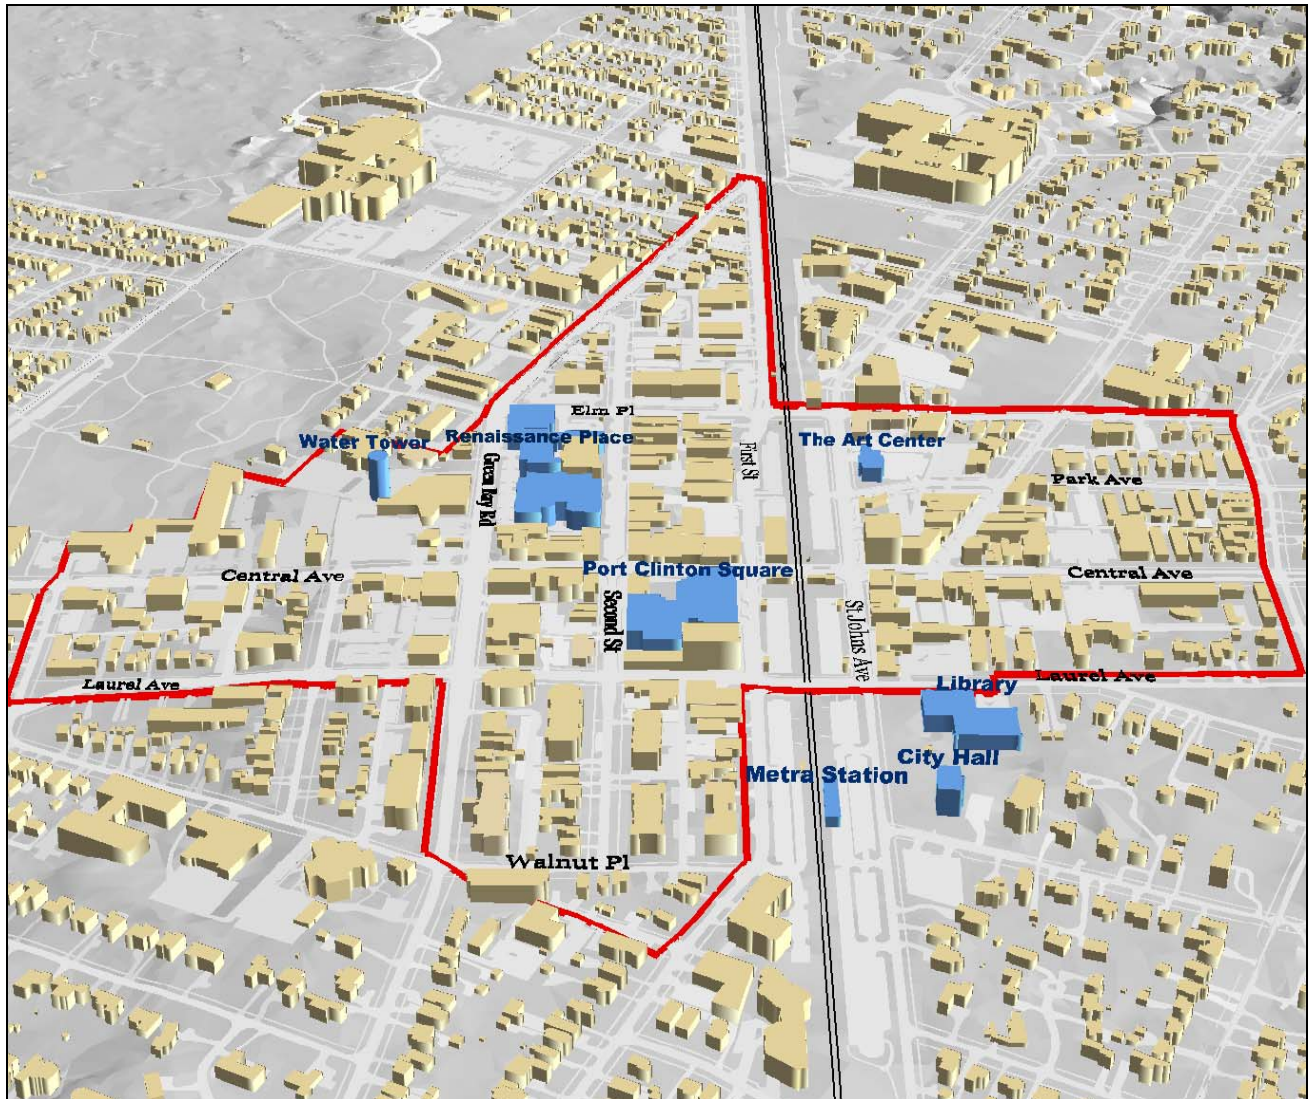 Elm Pl
Water Tower
Renaissance Place
The Art Center
First St
Green Bay Rd
Park Ave
Central Ave
Port Clinton Square
Central Ave
Second St
St Johns Ave
Laurel Ave
Library
Laurel Ave
City Hall
Metra Station
Walnut Pl